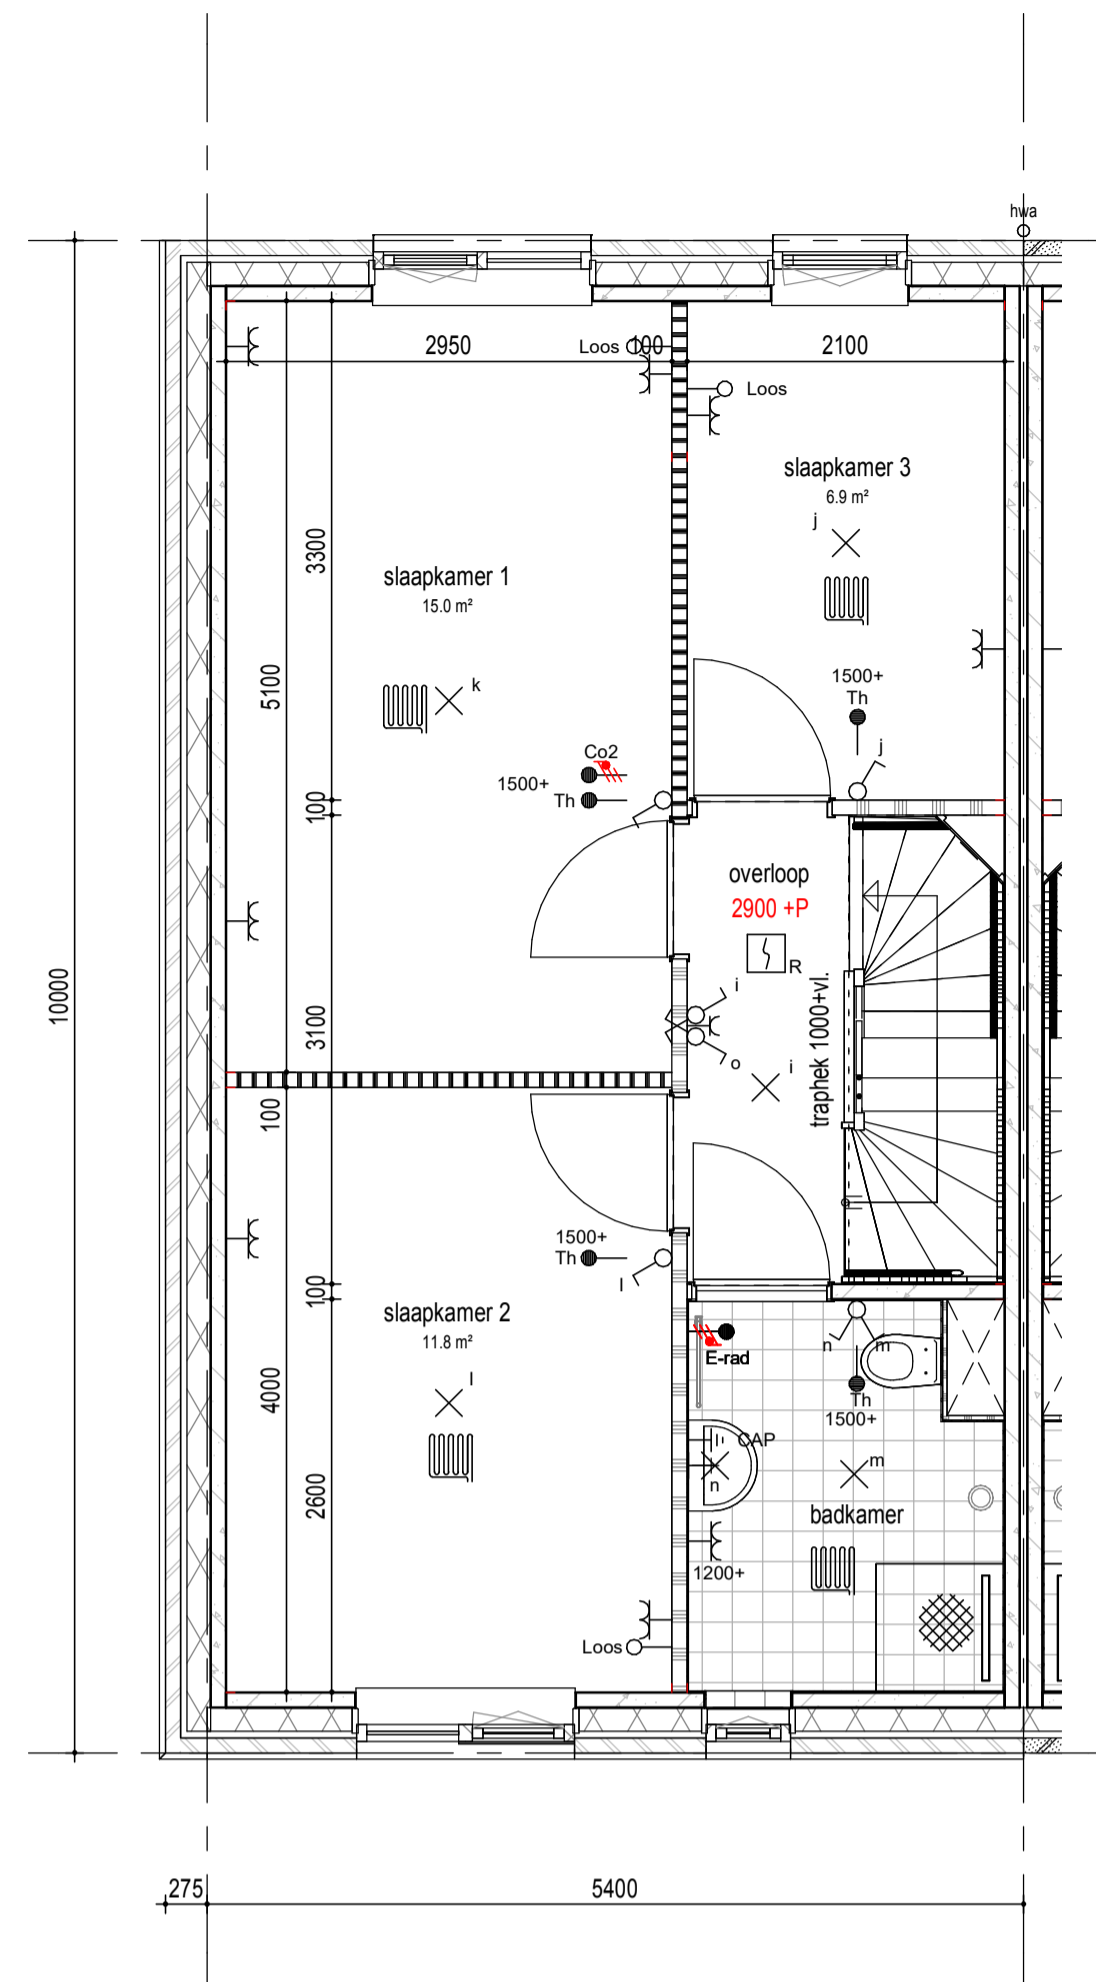 hwa
2950
Loos
100
2100
Loos
slaapkamer 3
6.9 m²
j
3300
slaapkamer 1
15.0 m²
k
5100
1500+
Th
j
Co2
1500+
Th
100
overloop
2900 +P
R
i
traphek 1000+vl.
10000
3100
o
i
100
1500+
Th
l
100
slaapkamer 2
11.8 m²
l
E-rad
n
m
Th
1500+
4000
CAP
n
m
2600
badkamer
1200+
Loos
275
5400